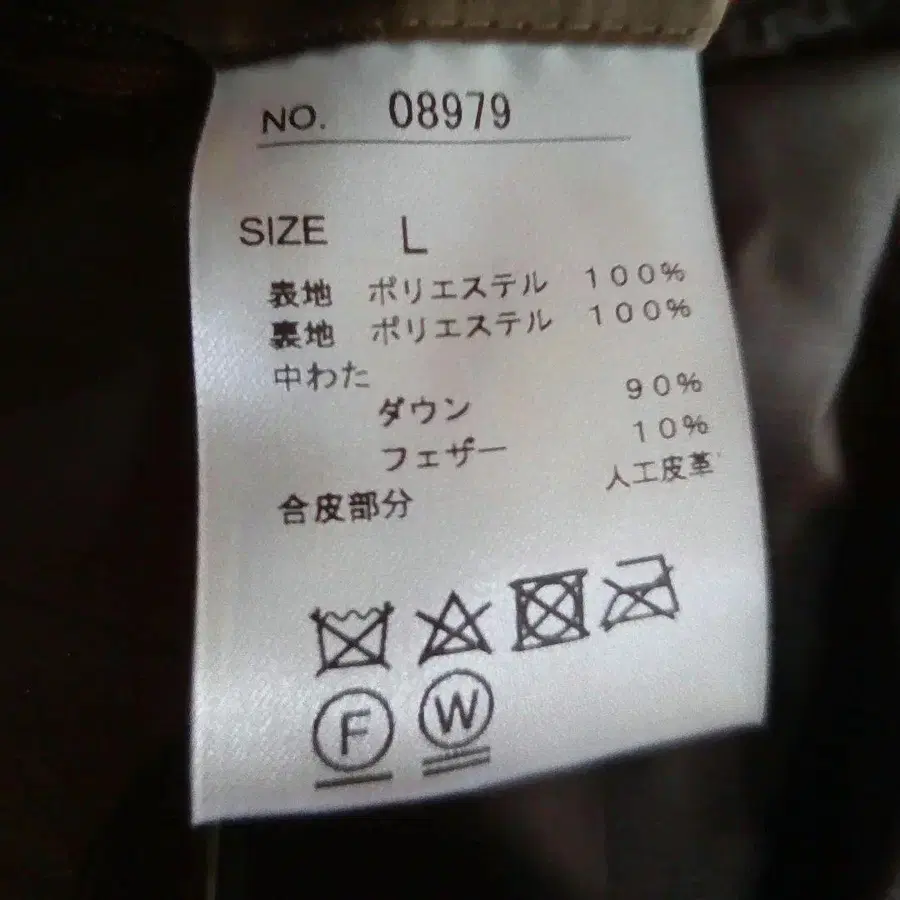 NO. 08979
SIZE L
表地 ポリエステル 100%
裏地 ポリエステル 100%
中わた
ダウン 90%
フェザー 10%
合皮部分 人工皮革
F W